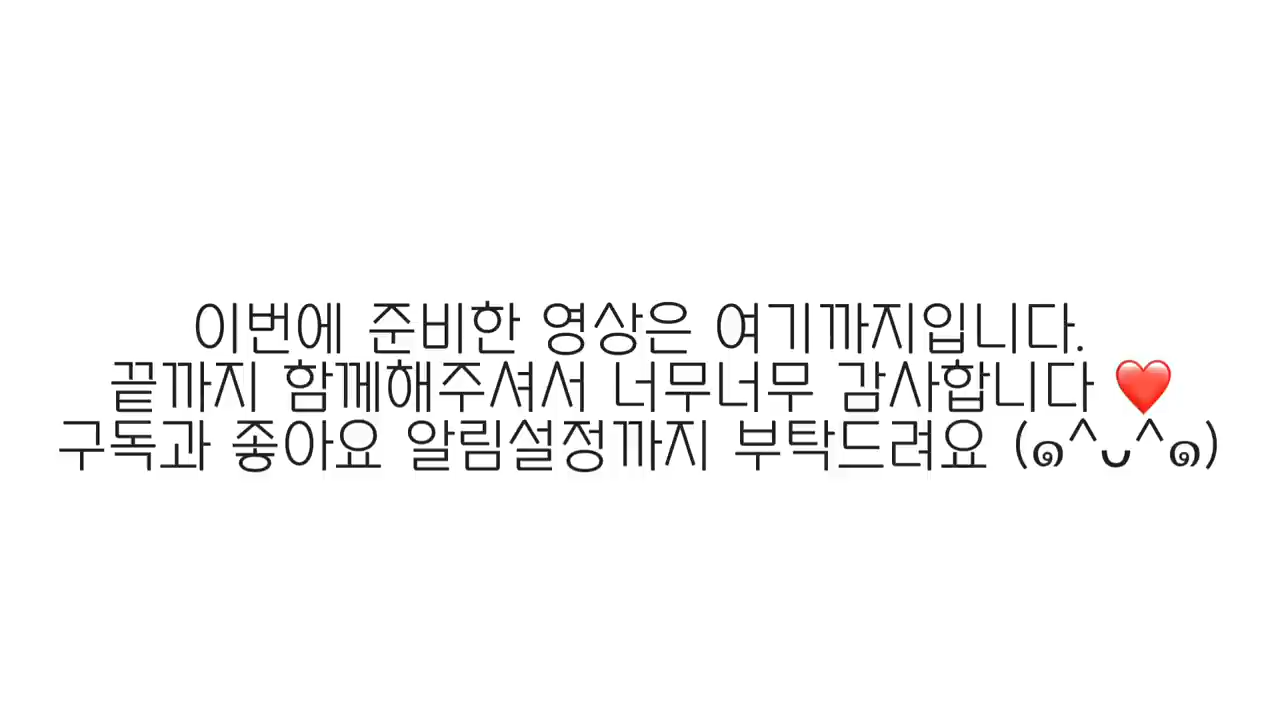 이번에 준비한 영상은 여기까지입니다.
끝까지 함께해주셔서 너무너무 감사합니다 ❤️
구독과 좋아요 알림설정까지 부탁드려요 (๑^ᴗ^๑)